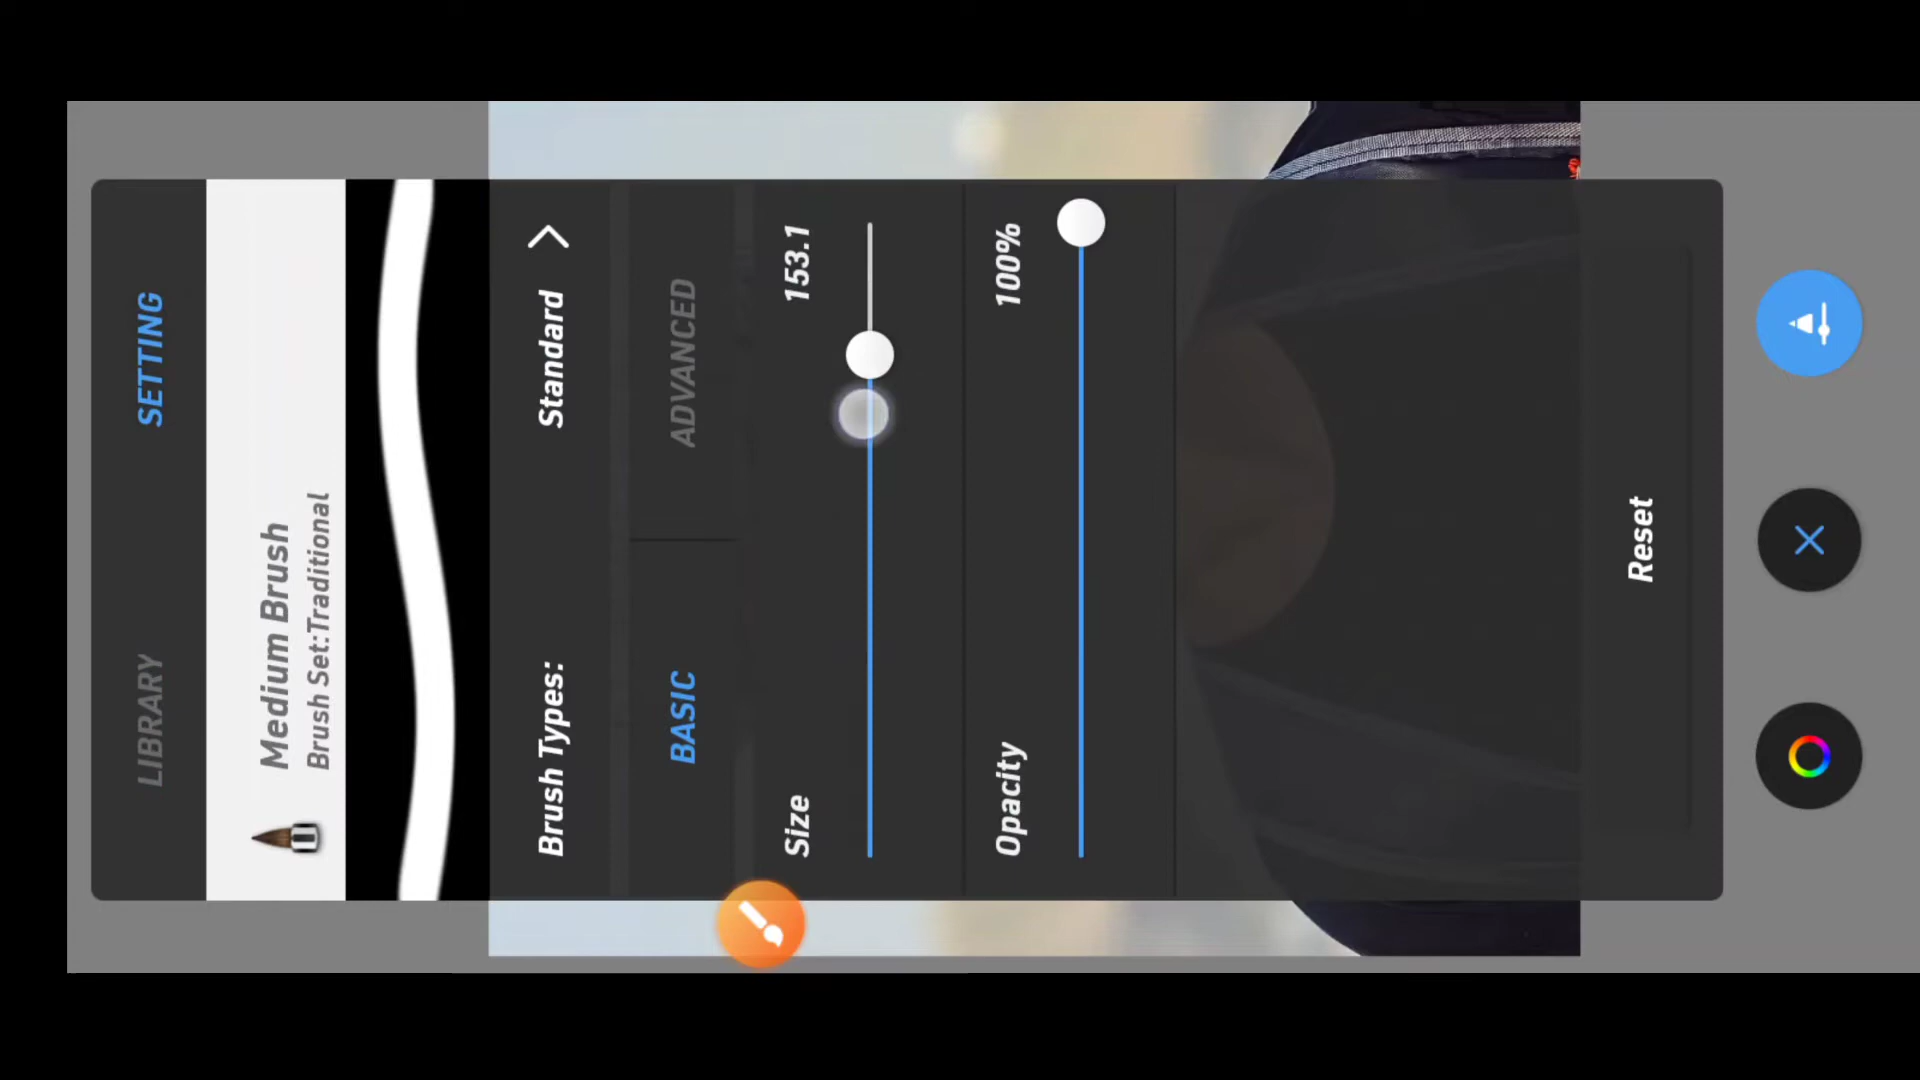 LIBRARY SETTING
Medium Brush
Brush Set:Traditional
Brush Types: Standard
BASIC ADVANCED
Size 153.1
Opacity 100%
Reset